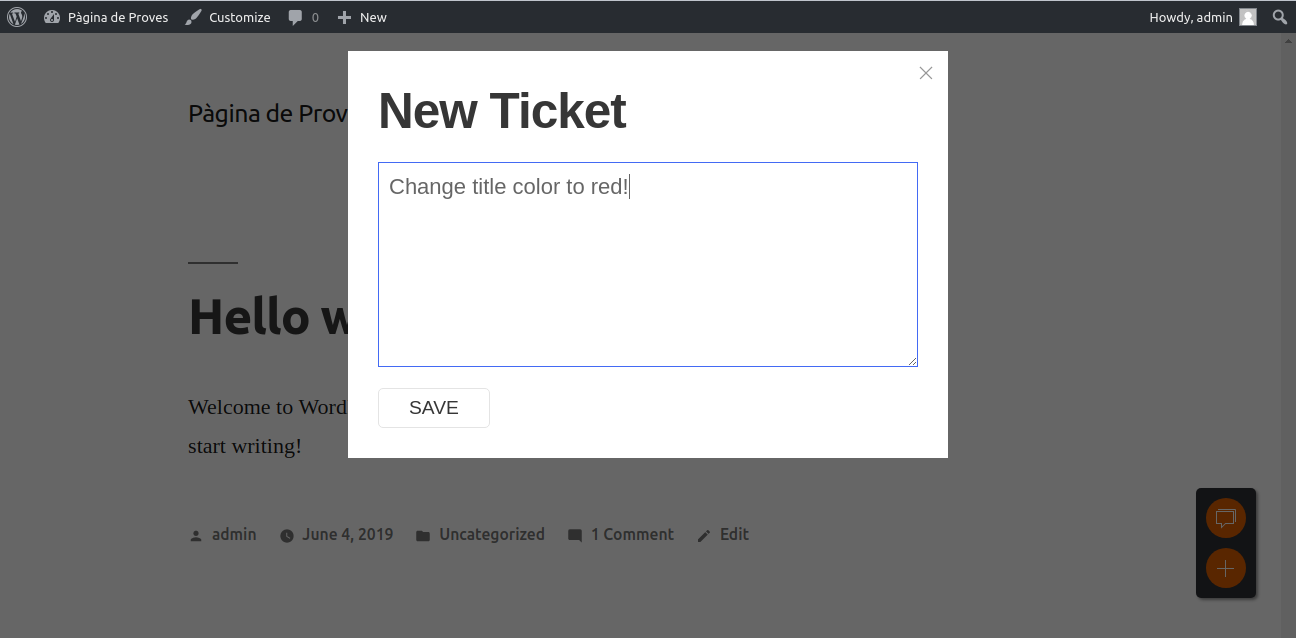 Pàgina de Proves Customize 0 New Howdy, admin
New Ticket
Pàgina de Prov
Change title color to red!
Hello w
SAVE
Welcome to Word
start writing!
admin June 4, 2019 Uncategorized 1 Comment Edit